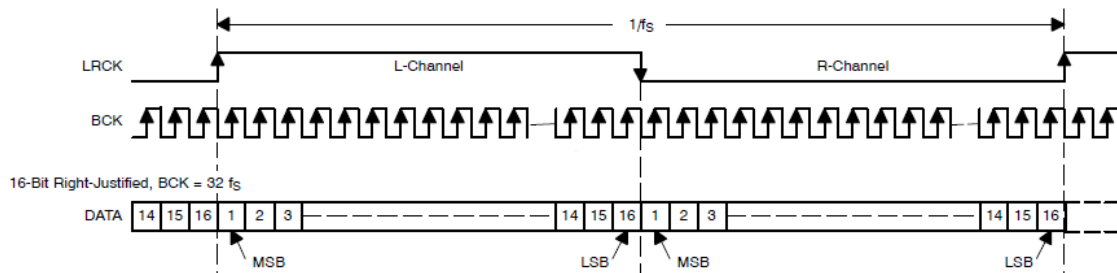 1/fS
LRCK L-Channel R-Channel
BCK
16-Bit Right-Justified, BCK = 32 fS
DATA 14 15 16 1 2 3 14 15 16 1 2 3 14 15 16
MSB LSB MSB LSB